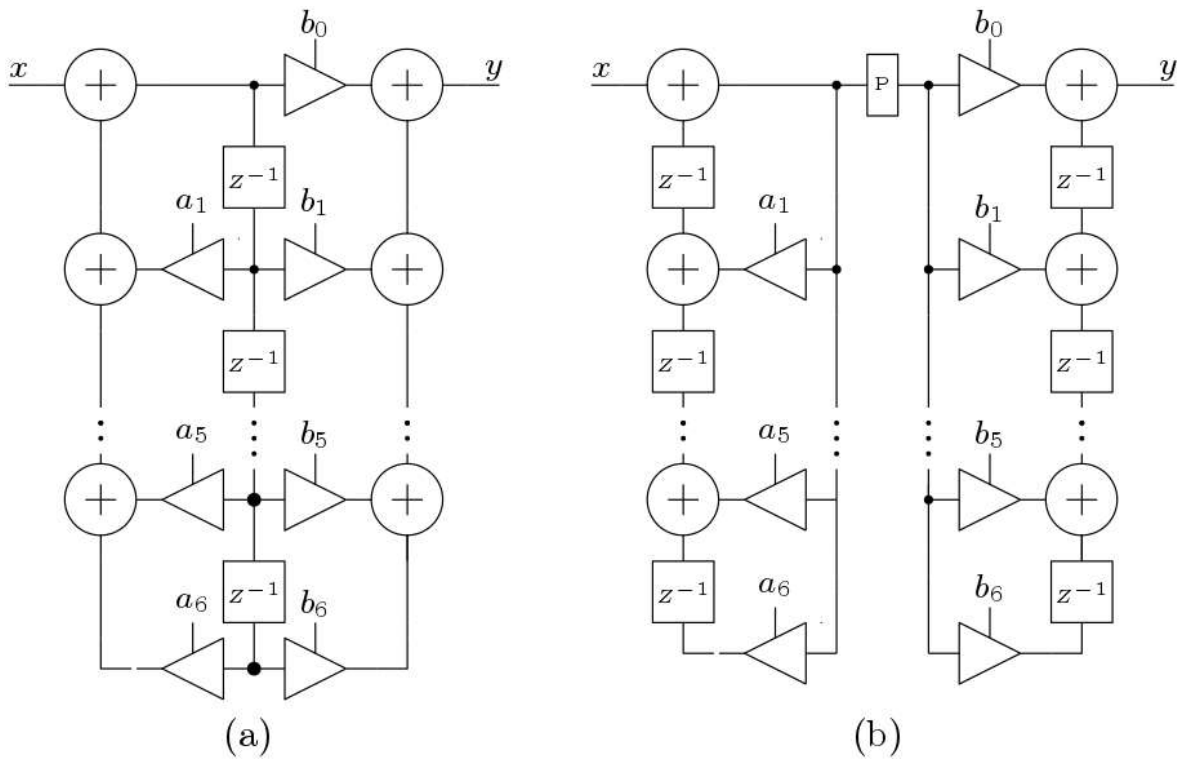 b₀ b₀
x + + y x + P + y
z⁻¹ z⁻¹ z⁻¹
a₁ b₁ a₁ b₁
+ + + +
z⁻¹ z⁻¹ z⁻¹
a₅ b₅ a₅ b₅
+ + + +
z⁻¹ z⁻¹ z⁻¹
a₆ b₆ a₆ b₆
(a) (b)